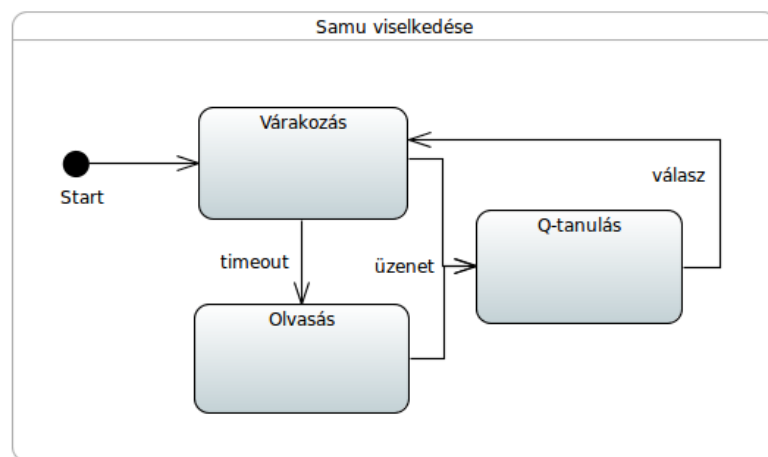 Samu viselkedése
Várakozás
Start
válasz
Q-tanulás
timeout
üzenet
Olvasás